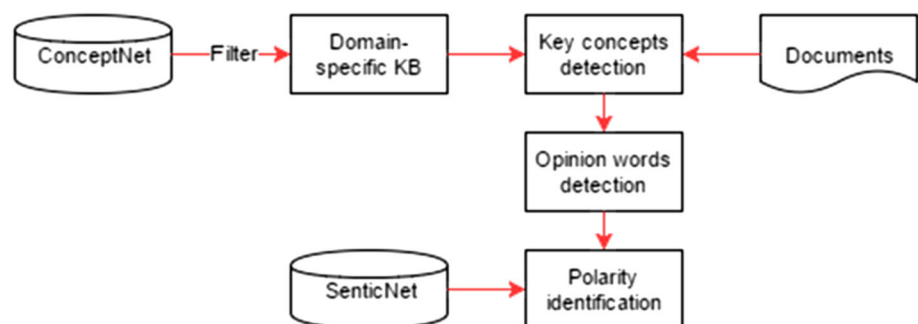 ConceptNet
Filter
Domain-
specific KB
Key concepts
detection
Documents
Opinion words
detection
SenticNet
Polarity
identification